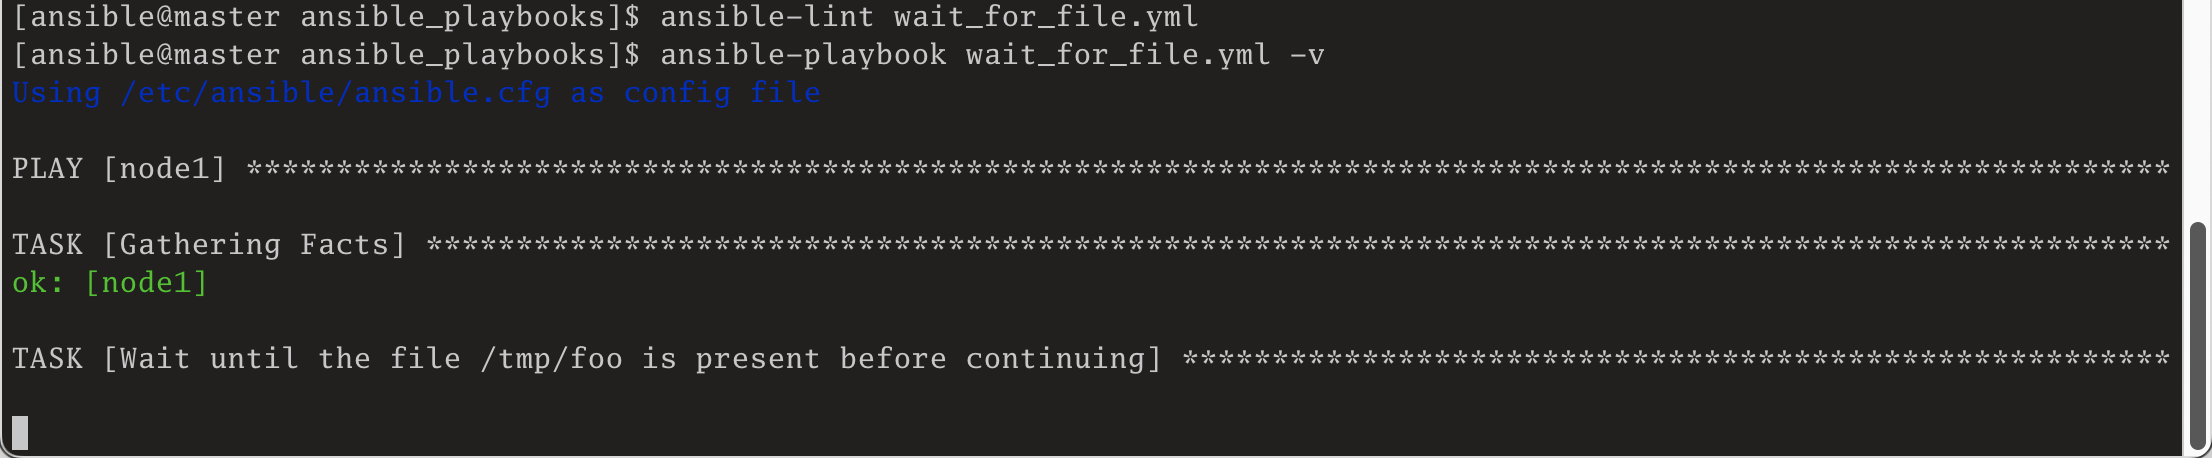 [ansible@master ansible_playbooks]$ ansible-lint wait_for_file.yml
[ansible@master ansible_playbooks]$ ansible-playbook wait_for_file.yml -v
Using /etc/ansible/ansible.cfg as config file
PLAY [node1] ***********************************************************************************************************
TASK [Gathering Facts] *************************************************************************************************
ok: [node1]
TASK [Wait until the file /tmp/foo is present before continuing] *******************************************************